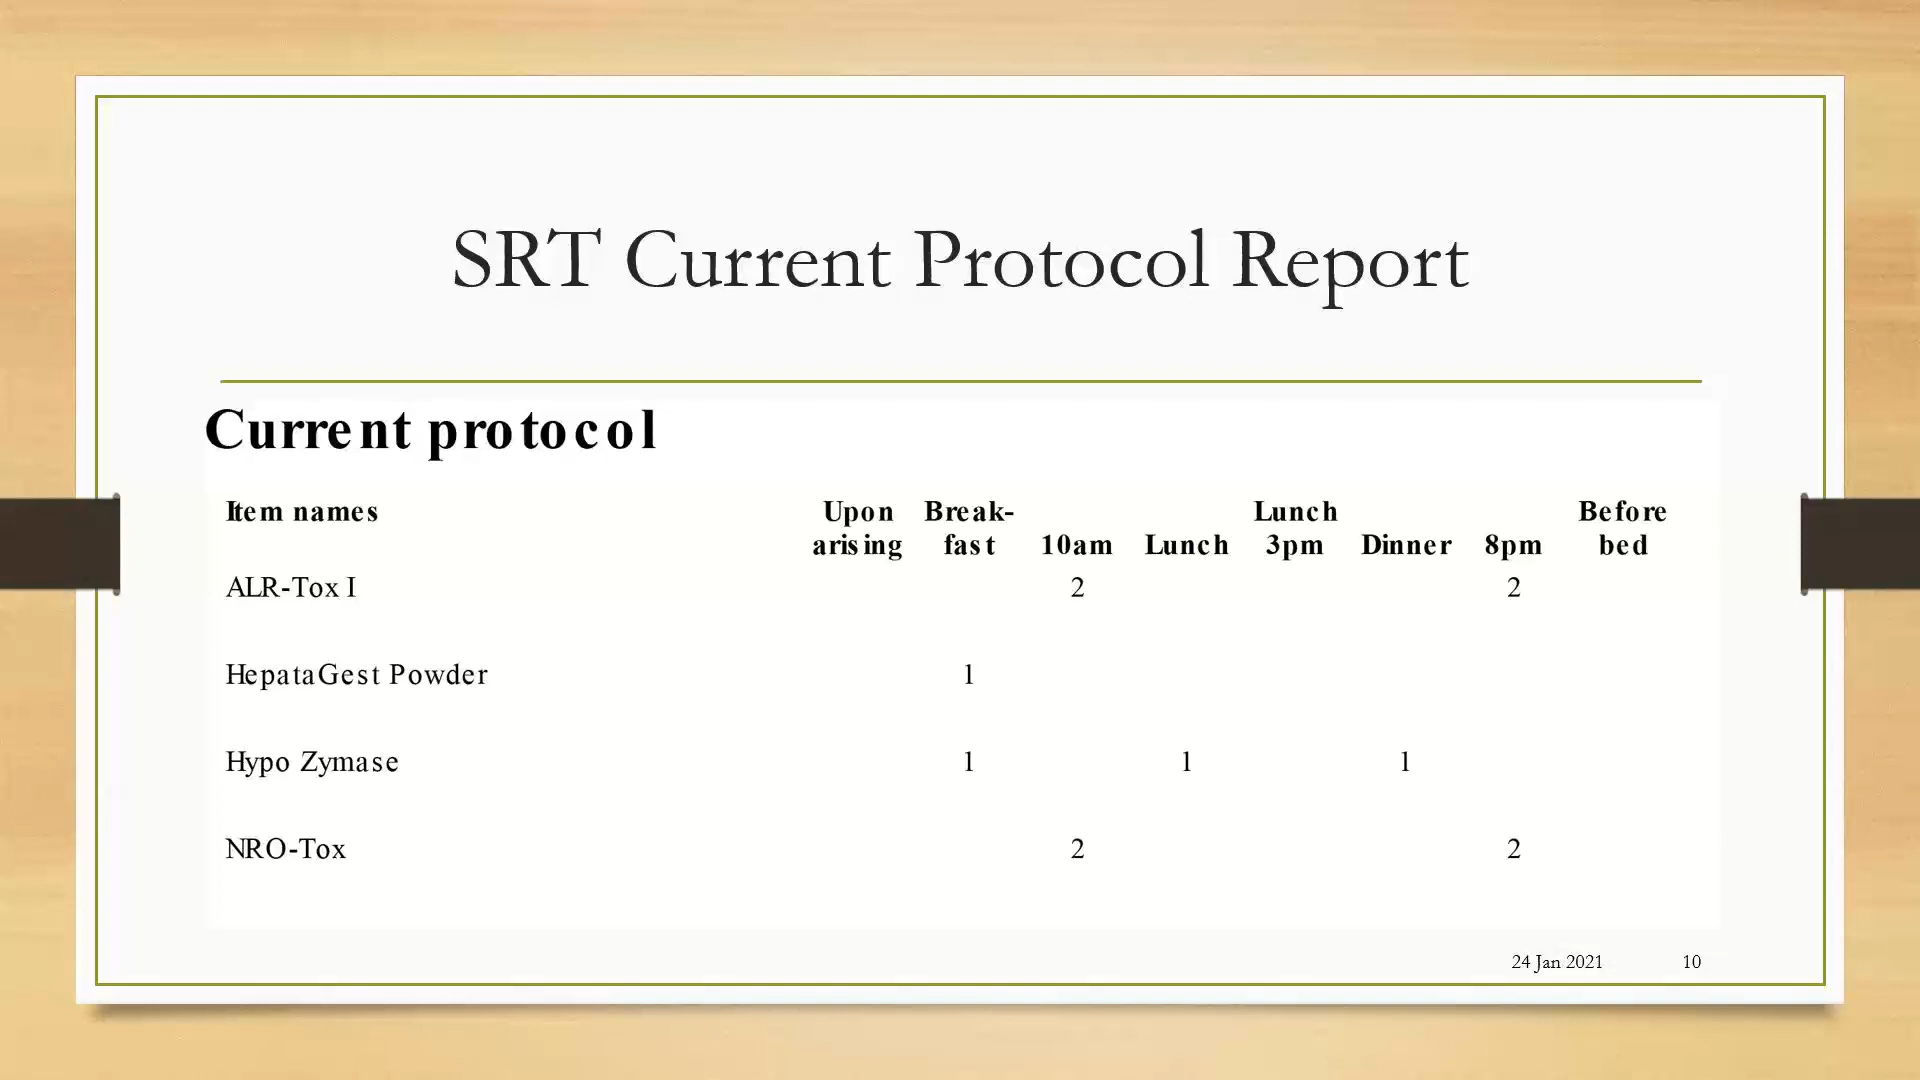 SRT Current Protocol Report
Current protocol
Item names Upon Break- Lunch Before
arising fast 10am Lunch 3pm Dinner 8pm bed
ALR-Tox I 2 2
HepataGest Powder 1
Hypo Zymase 1 1 1
NRO-Tox 2 2
24 Jan 2021 10